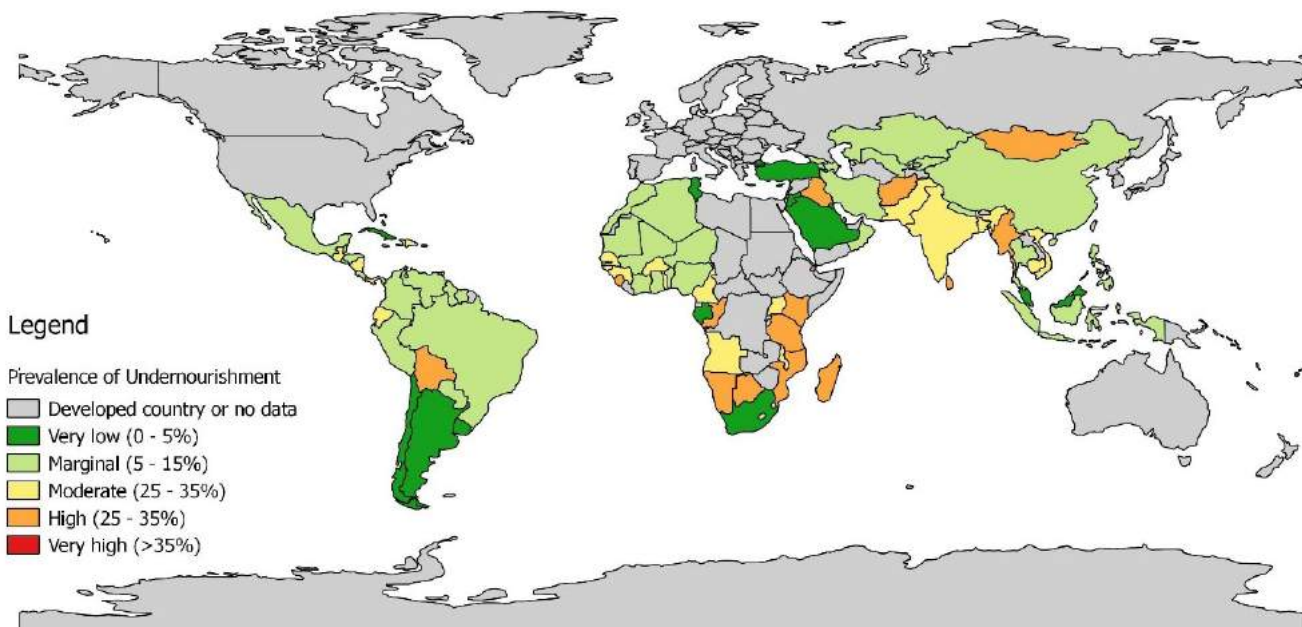 Legend
Prevalence of Undernourishment
Developed country or no data
Very low (0 - 5%)
Marginal (5 - 15%)
Moderate (25 - 35%)
High (25 - 35%)
Very high (>35%)